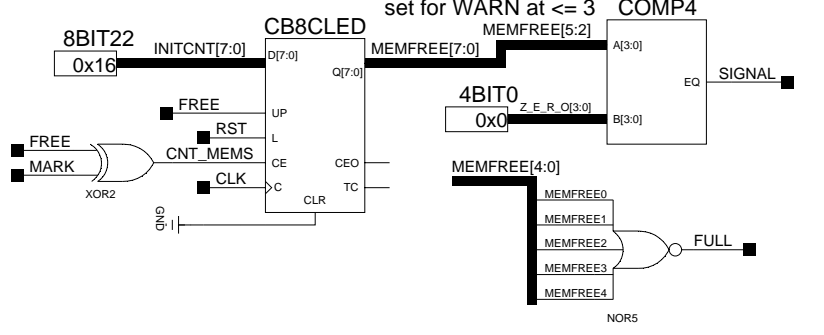 set for WARN at <= 3
COMP4
8BIT22
INITCNT[7:0]
CB8CLED
MEMFREE[7:0]
MEMFREE[5:2]
0x16
D[7:0]
Q[7:0]
A[3:0]
EQ
SIGNAL
4BIT0
Z_E_R_O[3:0]
0x0
B[3:0]
FREE
UP
RST
L
FREE
MARK
XOR2
CNT_MEMS
CE
CEO
CLK
C
TC
CLR
GND
MEMFREE[4:0]
MEMFREE0
MEMFREE1
MEMFREE2
MEMFREE3
MEMFREE4
FULL
NOR5